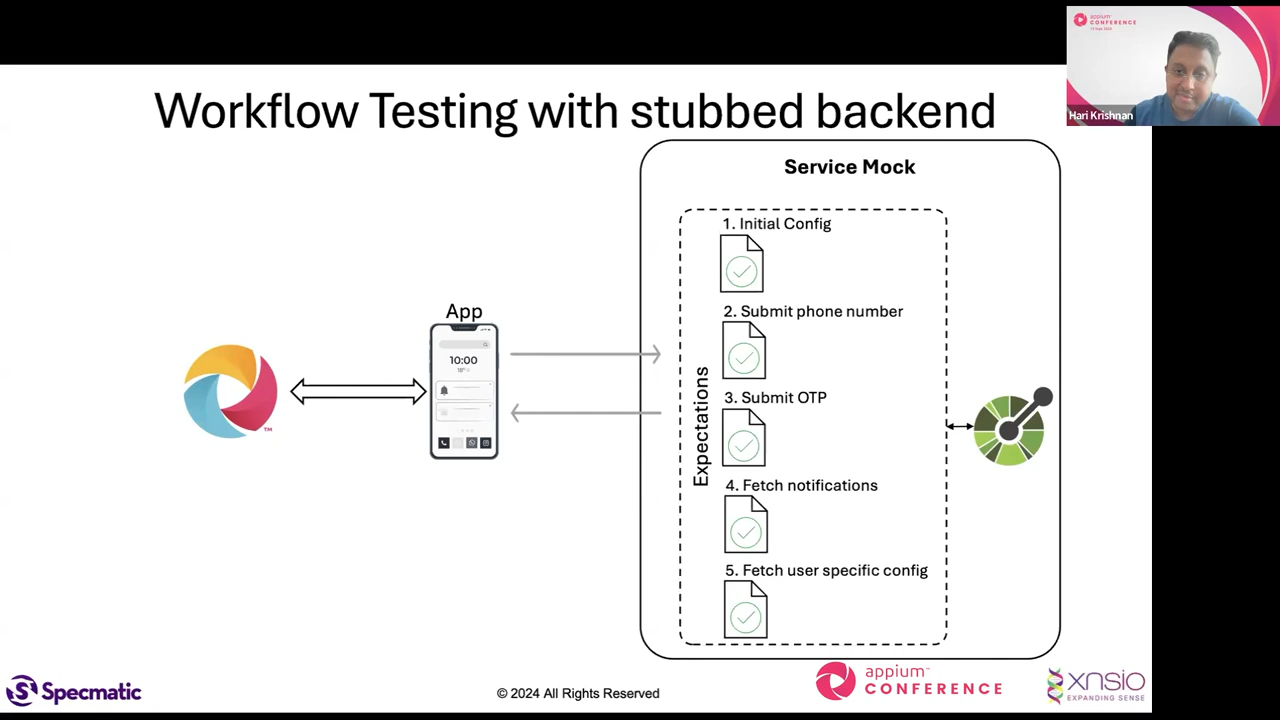 appium
CONFERENCE
Hari Krishnan
Workflow Testing with stubbed backend
Service Mock
1. Initial Config
2. Submit phone number
3. Submit OTP
4. Fetch notifications
5. Fetch user specific config
Expectations
App
10:00
TM
Specmatic
© 2024 All Rights Reserved
appium™
CONFERENCE
xnsio
EXPANDING SENSE